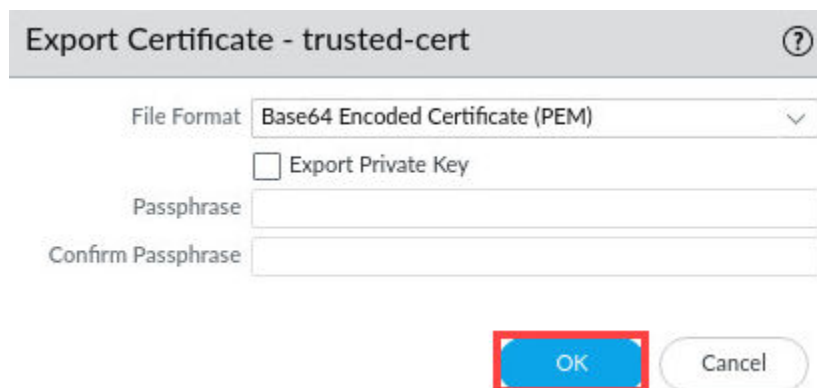 Export Certificate - trusted-cert ?
File Format Base64 Encoded Certificate (PEM)
Export Private Key
Passphrase
Confirm Passphrase
OK Cancel